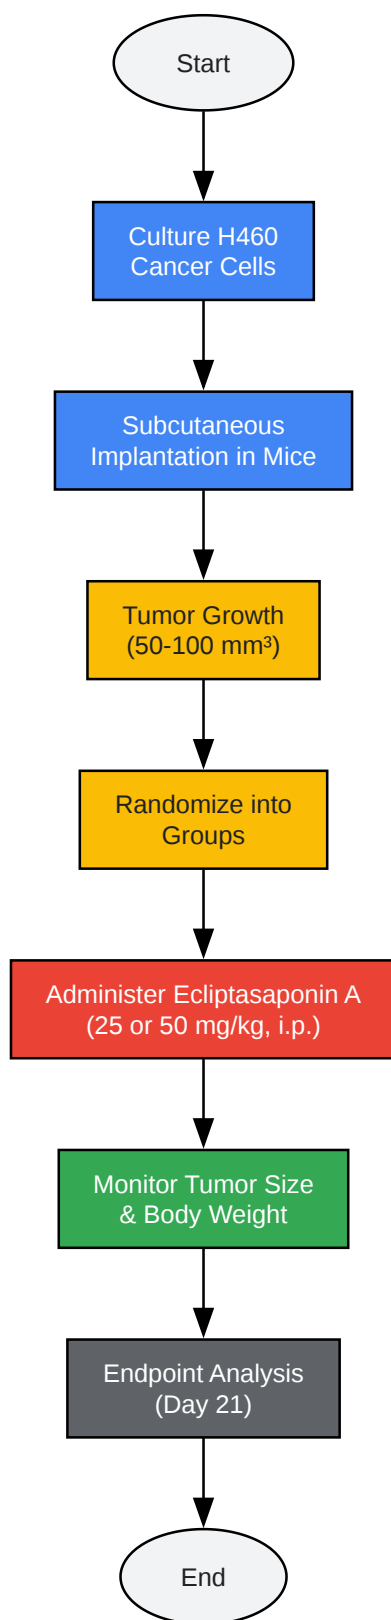 Start
Culture H460
Cancer Cells
Subcutaneous
Implantation in Mice
Tumor Growth
(50-100 mm³)
Randomize into
Groups
Administer Ecliptasaponin A
(25 or 50 mg/kg, i.p.)
Monitor Tumor Size
& Body Weight
Endpoint Analysis
(Day 21)
End